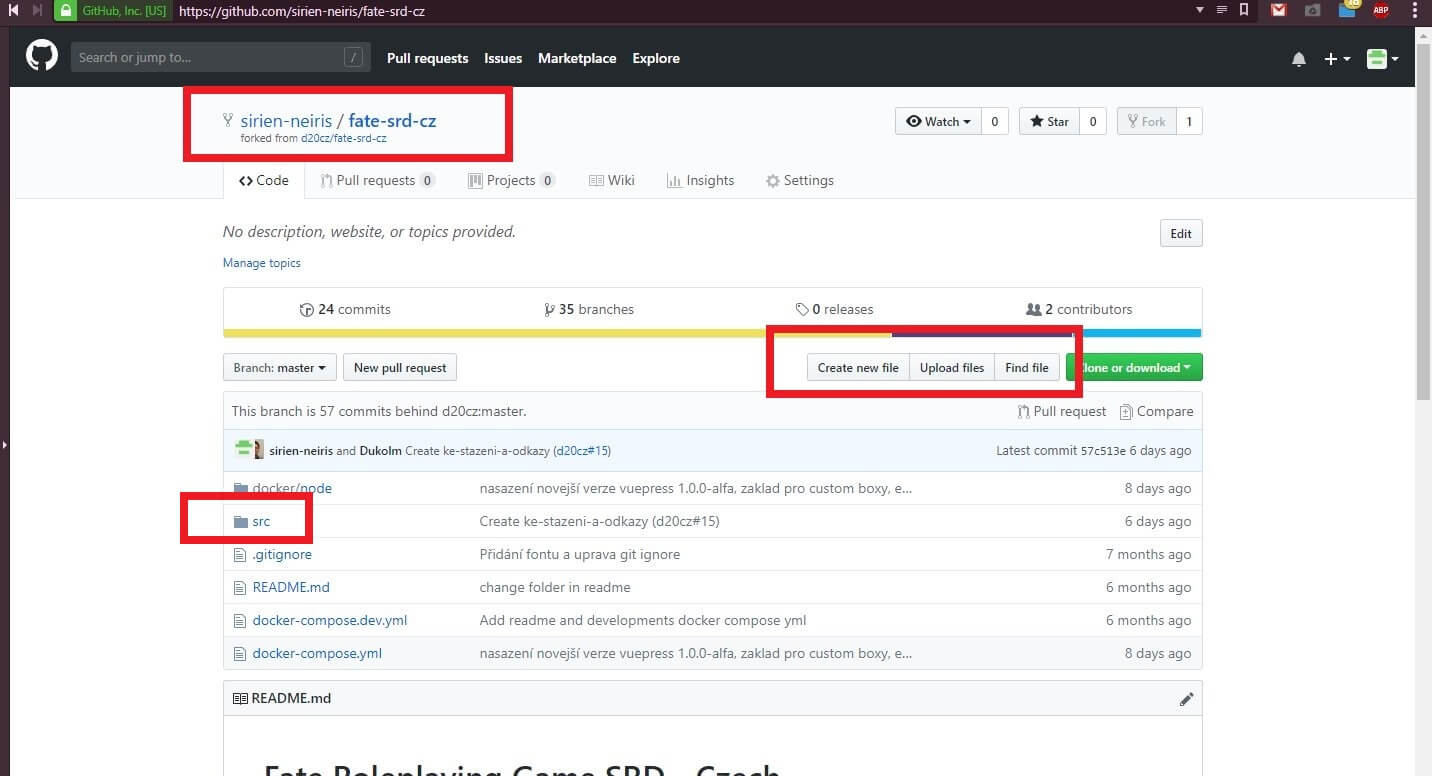 GitHub, Inc. [US] https://github.com/sirien-neiris/fate-srd-cz ABP
Search or jump to... / Pull requests Issues Marketplace Explore
sirien-neiris / fate-srd-cz Watch 0 Star 0 Fork 1
forked from d20cz/fate-srd-cz
Code Pull requests 0 Projects 0 Wiki Insights Settings
No description, website, or topics provided. Edit
Manage topics
24 commits 35 branches 0 releases 2 contributors
Branch: master New pull request Create new file Upload files Find file Clone or download
This branch is 57 commits behind d20cz:master. Pull request Compare
sirien-neiris and Dukolm Create ke-stazeni-a-odkazy (d20cz#15) Latest commit 57c513e 6 days ago
docker/node nasazení novejší verze vuepress 1.0.0-alfa, zaklad pro custom boxy, e... 8 days ago
src Create ke-stazeni-a-odkazy (d20cz#15) 6 days ago
.gitignore Přidání fontu a uprava git ignore 7 months ago
README.md change folder in readme 6 months ago
docker-compose.dev.yml Add readme and developments docker compose yml 6 months ago
docker-compose.yml nasazení novejší verze vuepress 1.0.0-alfa, zaklad pro custom boxy, e... 8 days ago
README.md
Fate Roleplaying Game SRD - Czech